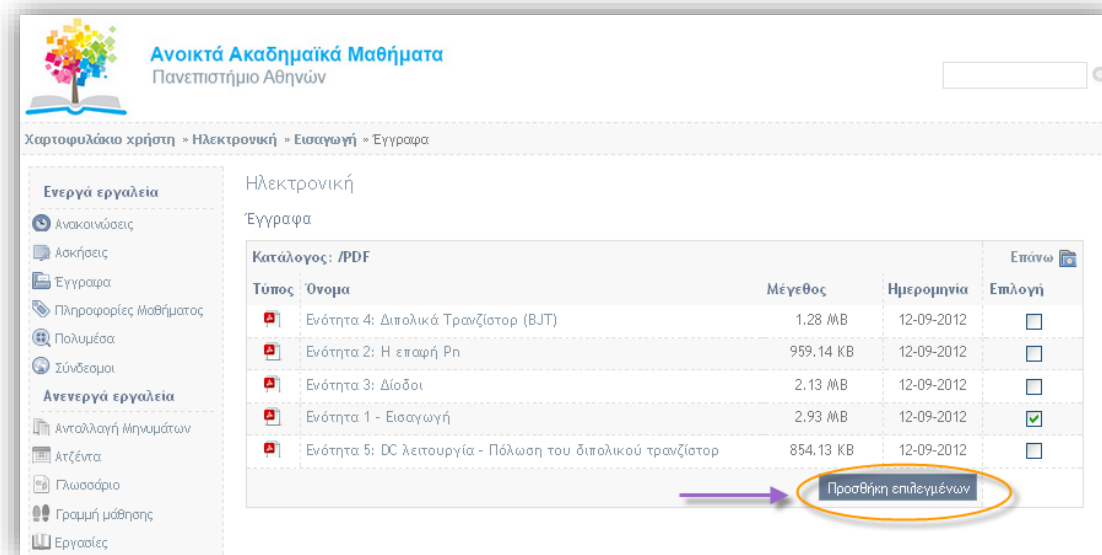 Ανοικτά Ακαδημαϊκά Μαθήματα
Πανεπιστήμιο Αθηνών
Χαρτοφυλάκιο χρήστη » Ηλεκτρονική » Εισαγωγή » Έγγραφα
Ενεργά εργαλεία
Ανακοινώσεις
Ασκήσεις
Έγγραφα
Πληροφορίες Μαθήματος
Πολυμέσα
Σύνδεσμοι
Ανενεργά εργαλεία
Ανταλλαγή Μηνυμάτων
Ατζέντα
Γλωσσάριο
Γραμμή μάθησης
Εργασίες
Ηλεκτρονική
Έγγραφα
Κατάλογος: /PDF Επάνω
Τύπος Όνομα Μέγεθος Ημερομηνία Επιλογή
Ενότητα 4: Διπολικά Τρανζίστορ (BJT) 1.28 MB 12-09-2012
Ενότητα 2: Η επαφή Pn 959.14 KB 12-09-2012
Ενότητα 3: Δίοδοι 2.13 MB 12-09-2012
Ενότητα 1 - Εισαγωγή 2.93 MB 12-09-2012
Ενότητα 5: DC λειτουργία - Πόλωση του διπολικού τρανζίστορ 854.13 KB 12-09-2012
Προσθήκη επιλεγμένων